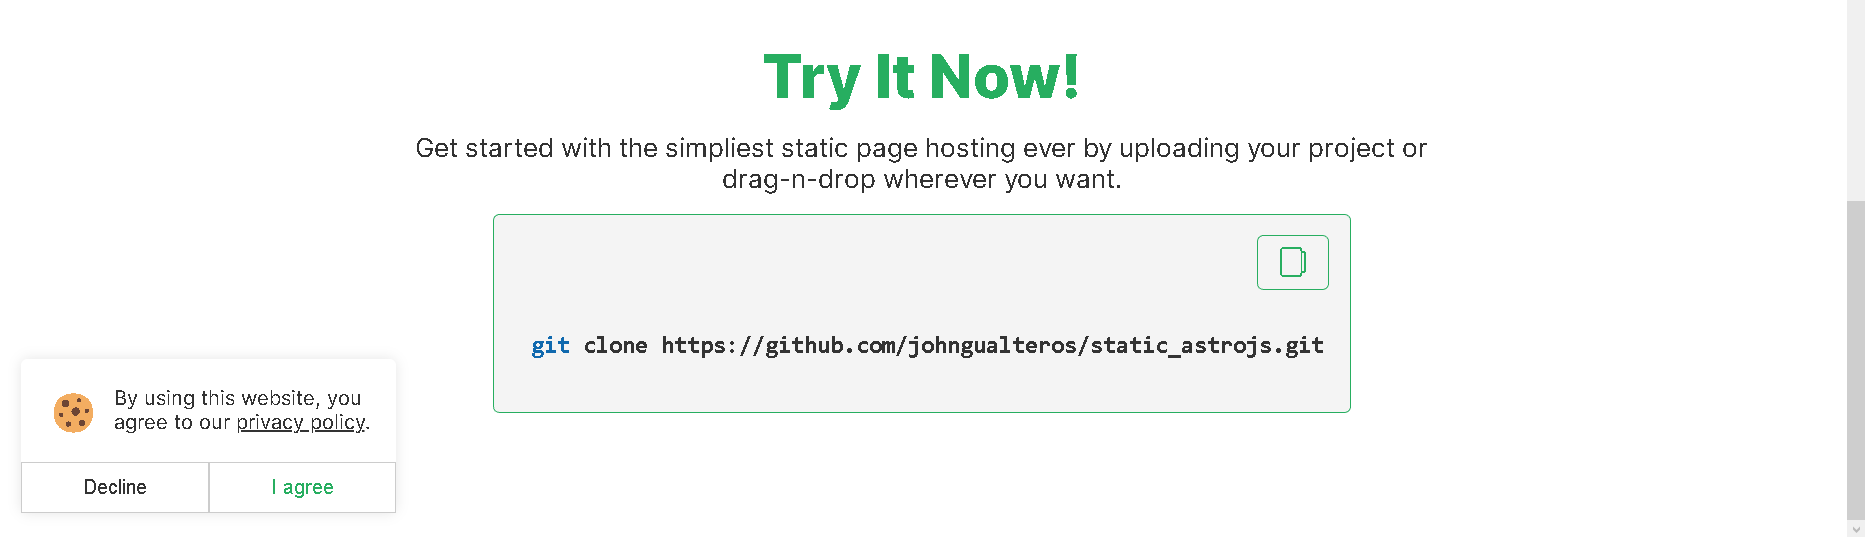 Try It Now!
Get started with the simpliest static page hosting ever by uploading your project or
drag-n-drop wherever you want.
git clone https://github.com/johngualteros/static_astrojs.git
By using this website, you
agree to our privacy policy.
Decline
I agree